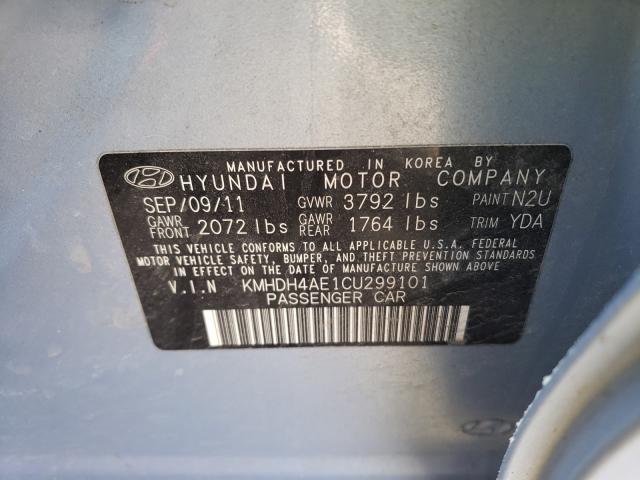 MANUFACTURED IN KOREA BY
HYUNDAI MOTOR COMPANY
SEP/09/11 GVWR 3792 lbs PAINT N2U
GAWR FRONT 2072 lbs GAWR REAR 1764 lbs TRIM YDA
THIS VEHICLE CONFORMS TO ALL APPLICABLE U.S.A. FEDERAL
MOTOR VEHICLE SAFETY, BUMPER, AND THEFT PREVENTION STANDARDS
IN EFFECT ON THE DATE OF MANUFACTURE SHOWN ABOVE
V.I.N KMHDH4AE1CU299101
PASSENGER CAR